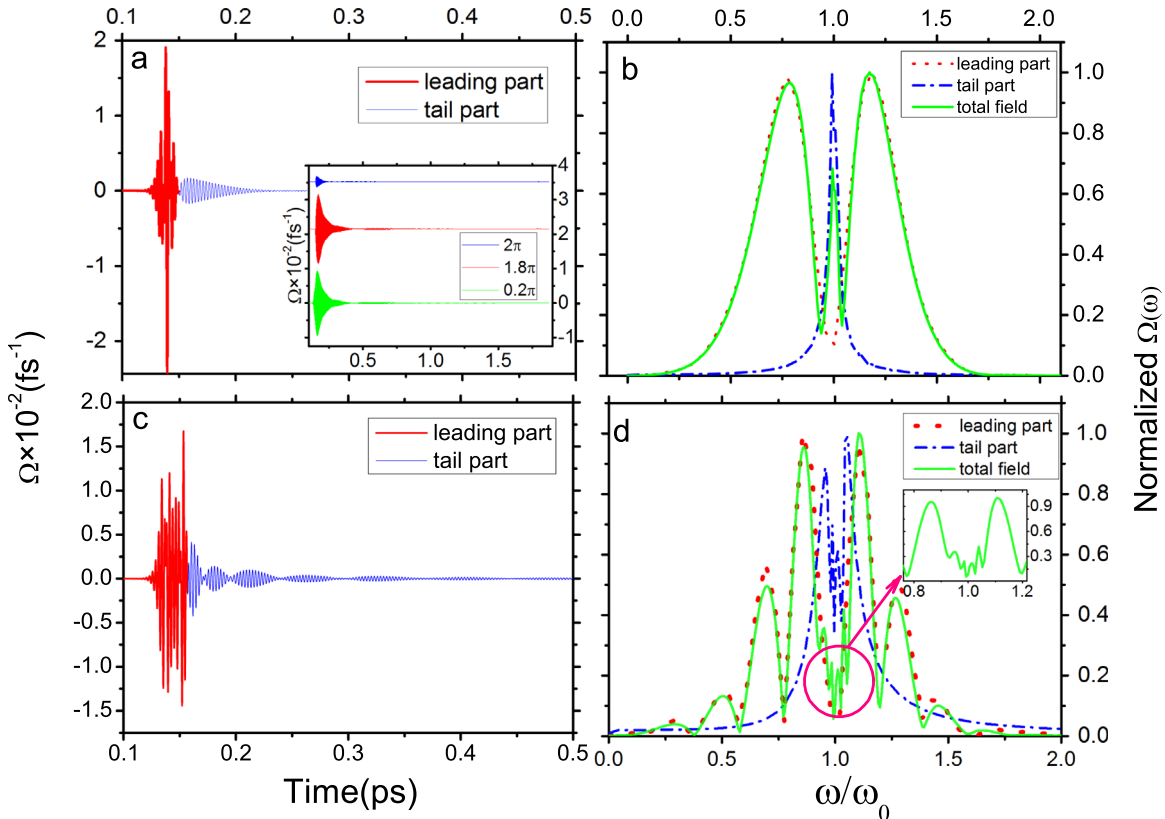 0.1 0.2 0.3 0.4 0.5
0.0 0.5 1.0 1.5 2.0
a
leading part
tail part
2
1
0
-1
-2
4
3
2
1
0
-1
Ω×10⁻²(fs⁻¹)
2π
1.8π
0.2π
0.5 1.0 1.5
b
leading part
tail part
total field
1.0
0.8
0.6
0.4
0.2
0.0
c
leading part
tail part
2.0
1.5
1.0
0.5
0.0
-0.5
-1.0
-1.5
0.1 0.2 0.3 0.4 0.5
d
leading part
tail part
total field
0.9
0.6
0.3
0.8 1.0 1.2
1.0
0.8
0.6
0.4
0.2
0.0
0.0 0.5 1.0 1.5 2.0
Ω×10⁻²(fs⁻¹)
Normalized Ω(ω)
Time(ps)
ω/ω₀